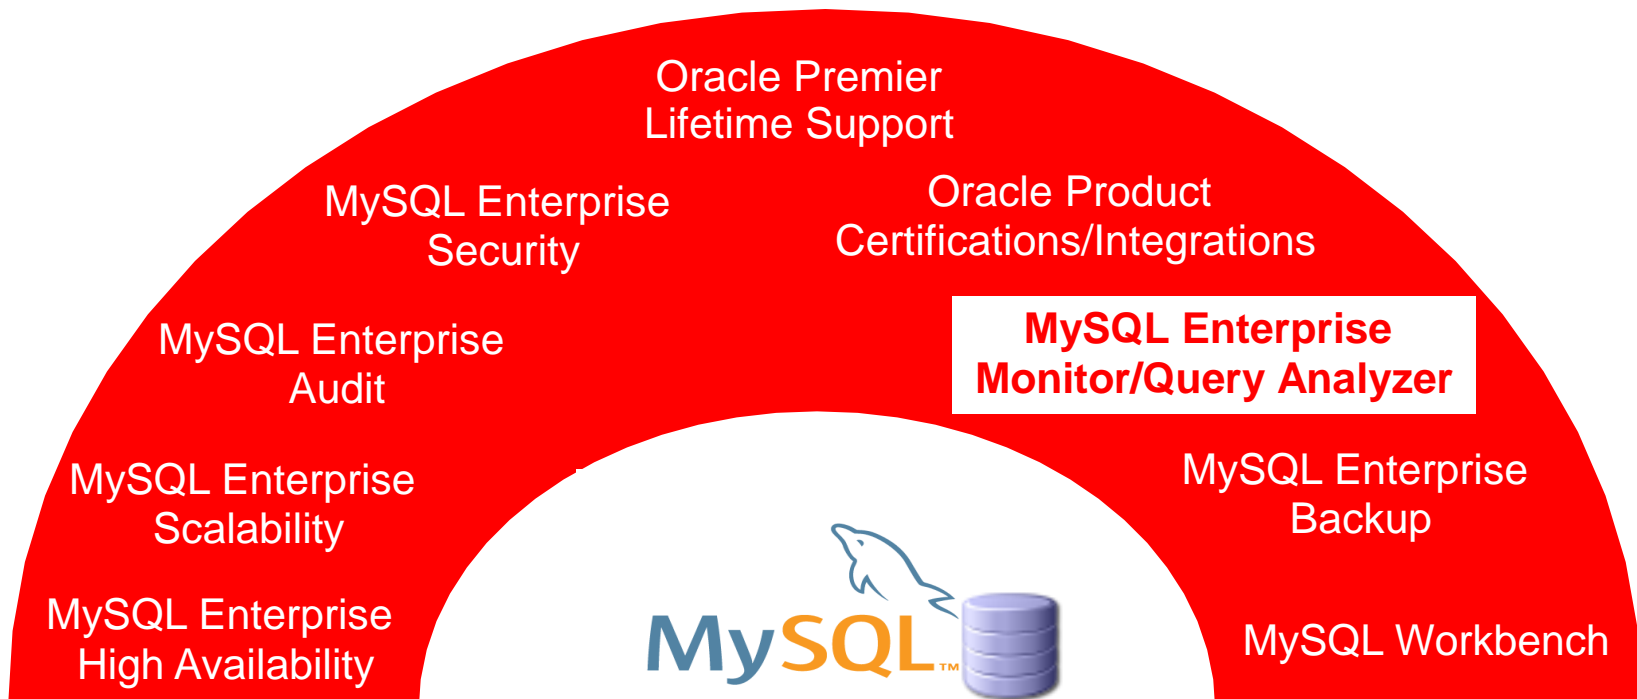 Oracle Premier
Lifetime Support
MySQL Enterprise
Security
Oracle Product
Certifications/Integrations
MySQL Enterprise
Audit
MySQL Enterprise
Monitor/Query Analyzer
MySQL Enterprise
Scalability
MySQL Enterprise
Backup
MySQL Enterprise
High Availability
MySQL Workbench
MySQL™